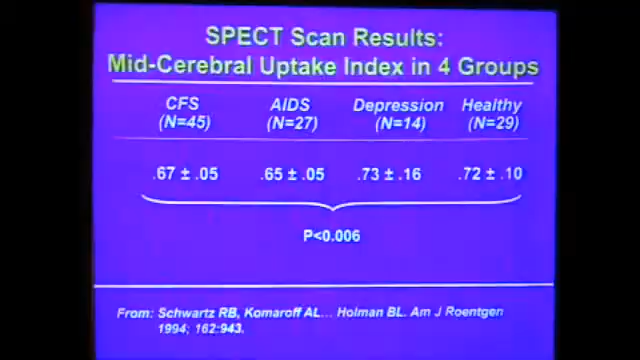 SPECT Scan Results:
Mid-Cerebral Uptake Index in 4 Groups
CFS AIDS Depression Healthy
(N=45) (N=27) (N=14) (N=29)
.67 ± .05 .65 ± .05 .73 ± .16 .72 ± .10
P<0.006
From: Schwartz RB, Komaroff AL... Holman BL. Am J Roentgen
1994; 162:943.